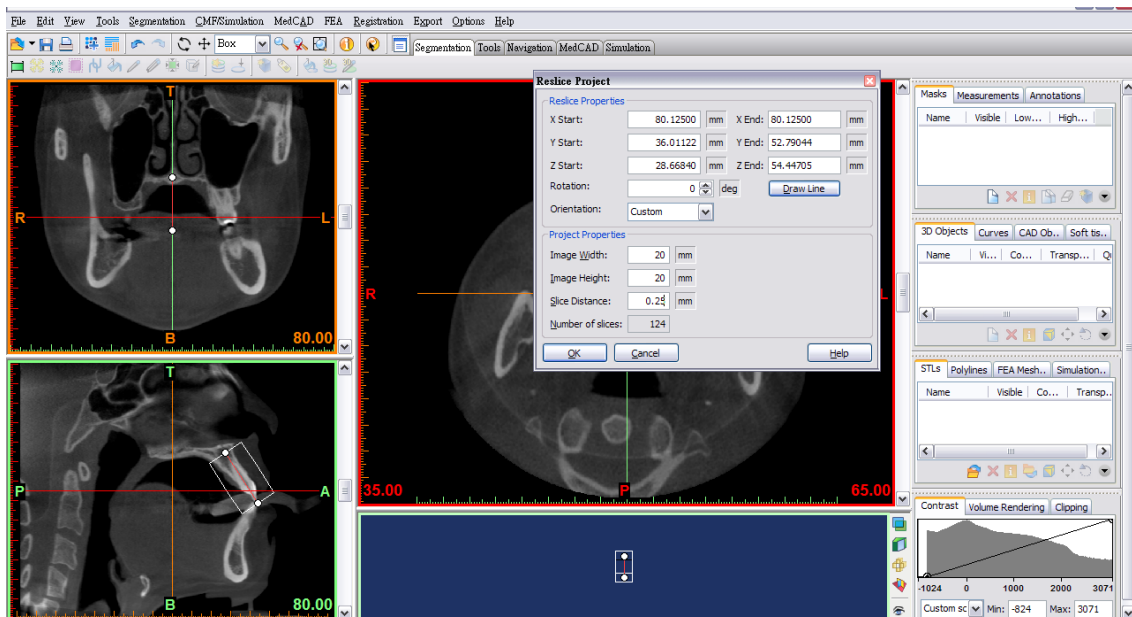 File Edit View Tools Segmentation CMF/Simulation MedCAD FEA Registration Export Options Help
Box Segmentation Tools Navigation MedCAD Simulation
T
R
L
B
80.00
T
P
A
B
80.00
R
L
P
35.00
65.00
Reslice Project
Reslice Properties
X Start: 80.12500 mm X End: 80.12500 mm
Y Start: 36.01122 mm Y End: 52.79044 mm
Z Start: 28.66840 mm Z End: 54.44705 mm
Rotation: 0 deg Draw Line
Orientation: Custom
Project Properties
Image Width: 20 mm
Image Height: 20 mm
Slice Distance: 0.25 mm
Number of slices: 124
OK Cancel Help
Masks Measurements Annotations
Name Visible Low... High...
3D Objects Curves CAD Ob.. Soft tis..
Name Vi... Co... Transp... Qu
STLs Polylines FEA Mesh.. Simulation..
Name Visible Co... Transp.
Contrast Volume Rendering Clipping
-1024 0 1000 2000 3071
Custom sc Min: -824 Max: 3071